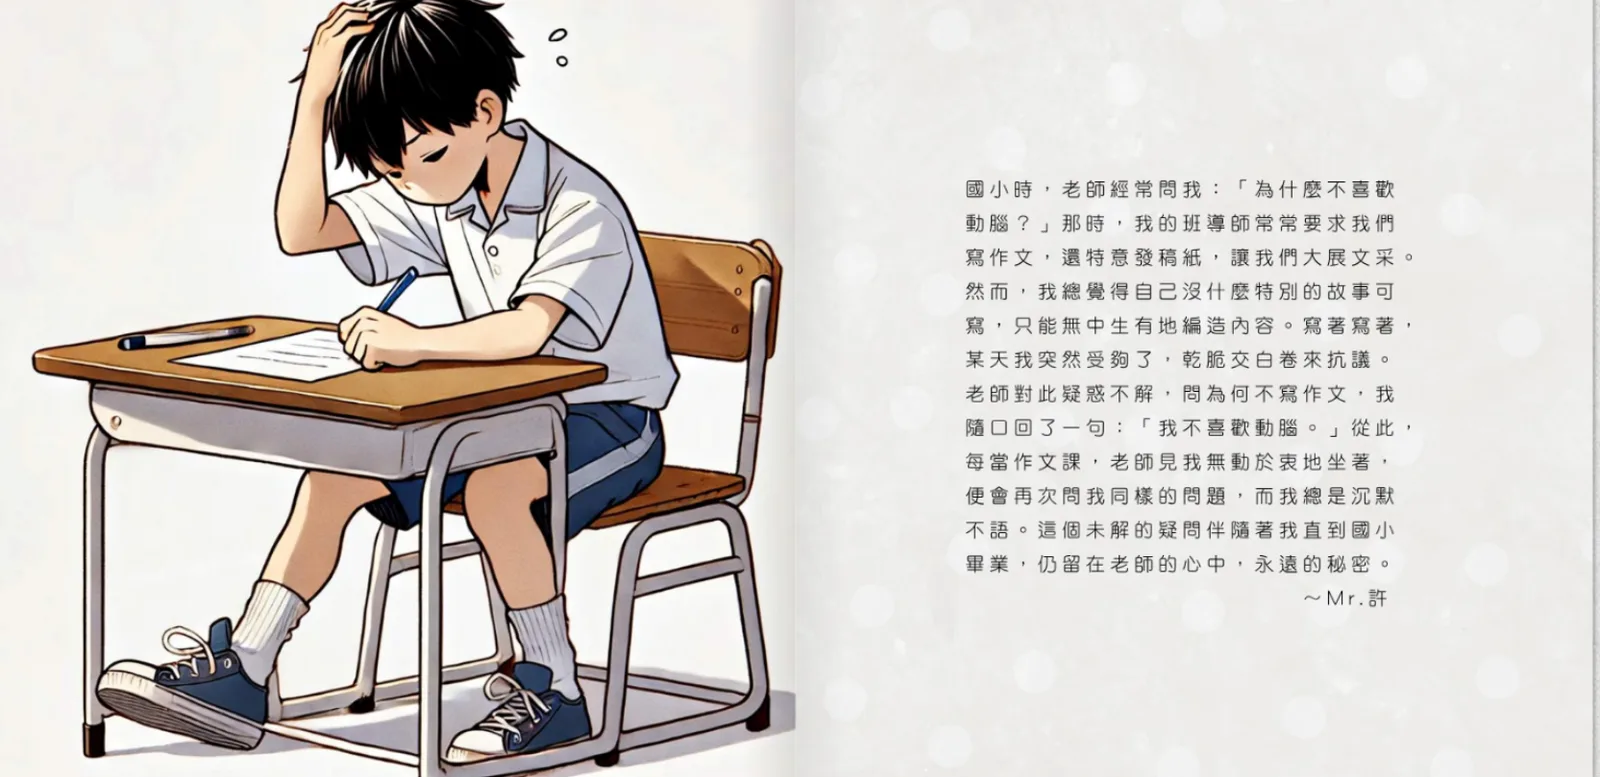 國小時，老師經常問我：「為什麼不喜歡
動腦？」那時，我的班導師常常要求我們
寫作文，還特意發稿紙，讓我們大展文采。
然而，我總覺得自己沒什麼特別的故事可
寫，只能無中生有地編造內容。寫著寫著，
某天我突然受夠了，乾脆交白卷來抗議。
老師對此疑惑不解，問為何不寫作文，我
隨口回了一句：「我不喜歡動腦。」從此，
每當作文課，老師見我無動於衷地坐著，
便會再次問我同樣的問題，而我總是沉默
不語。這個未解的疑問伴隨著我直到國小
畢業，仍留在老師的心中，永遠的秘密。
～Mr.許